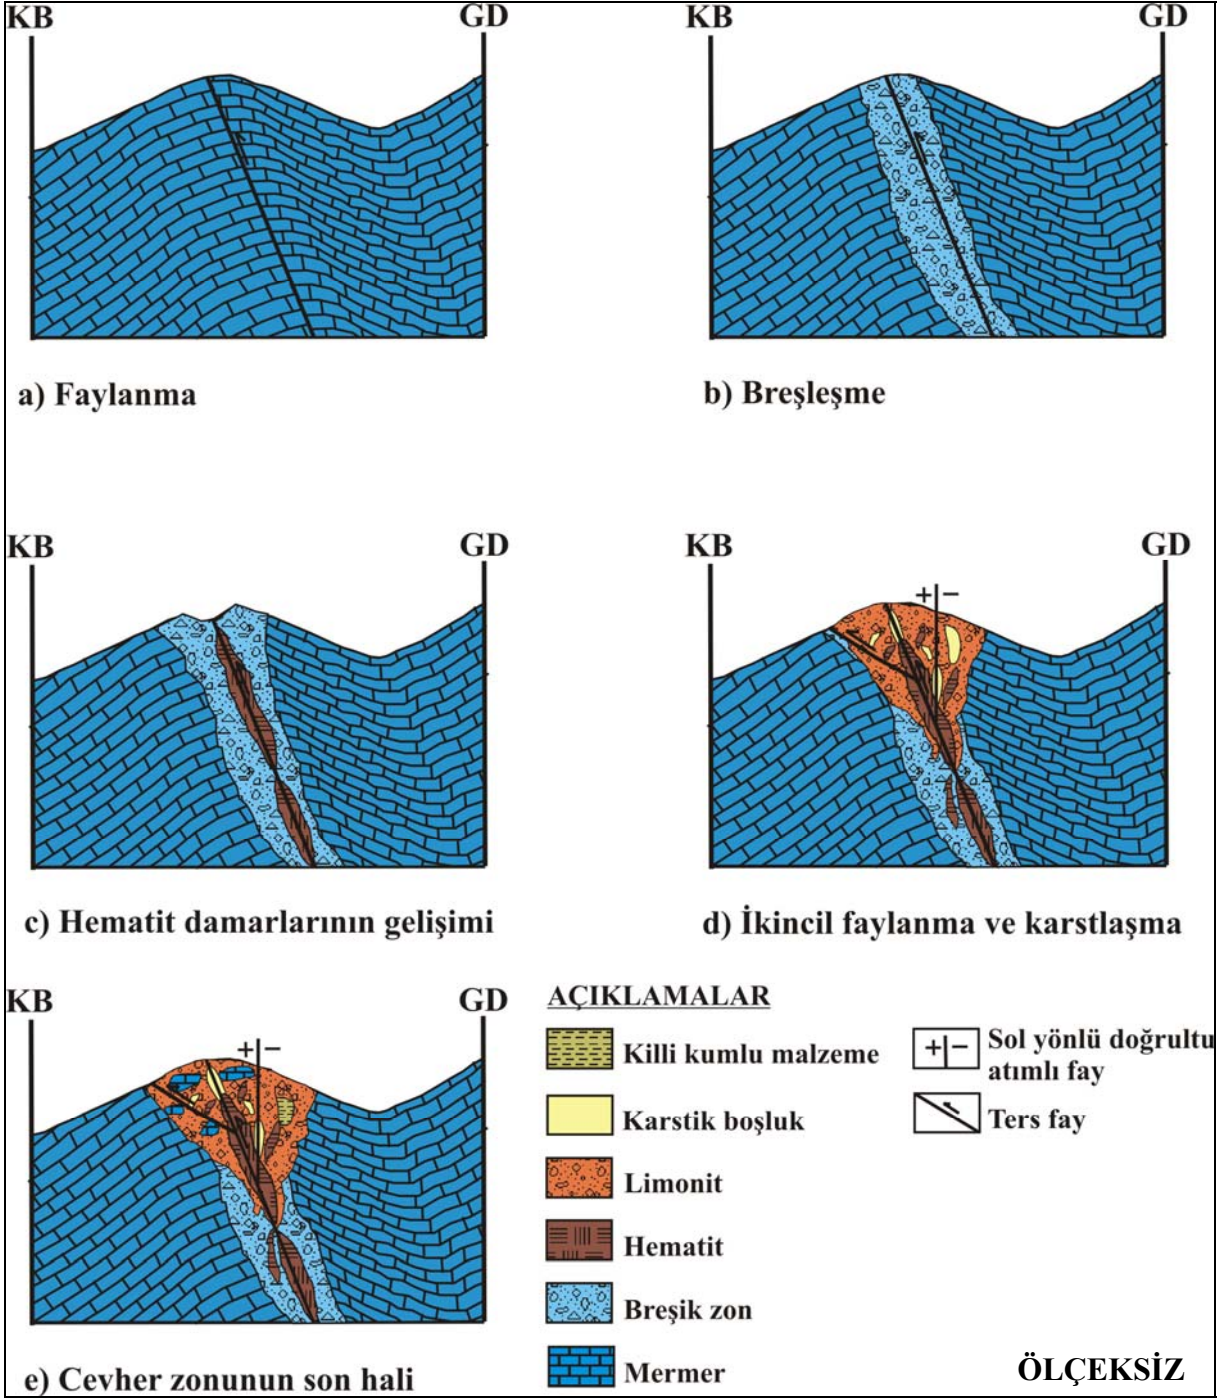 KB GD
KB GD
a) Faylanma
b) Breşleşme
KB GD
KB GD
+ −
c) Hematit damarlarının gelişimi
d) İkincil faylanma ve karstlaşma
KB GD
+ −
e) Cevher zonunun son hali
AÇIKLAMALAR
Killi kumlu malzeme
Karstik boşluk
Limonit
Hematit
Breşik zon
Mermer
+ − Sol yönlü doğrultu
atımlı fay
Ters fay
ÖLÇEKSİZ